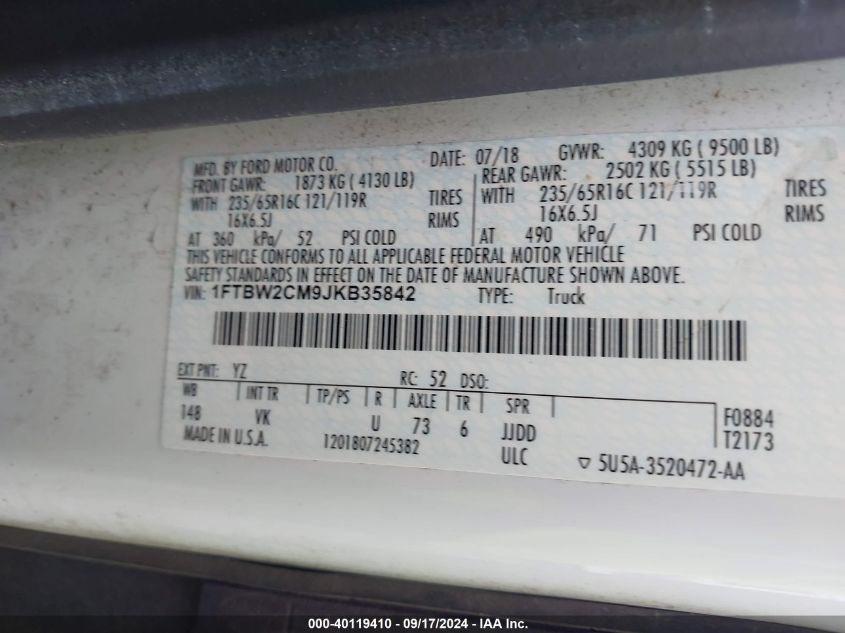 MFD. BY FORD MOTOR CO. DATE: 07/18 GVWR: 4309 KG ( 9500 LB)
FRONT GAWR: 1873 KG ( 4130 LB) REAR GAWR: 2502 KG ( 5515 LB)
WITH 235/65R16C 121/119R TIRES WITH 235/65R16C 121/119R TIRES
16X6.5J RIMS 16X6.5J RIMS
AT 360 kPa/ 52 PSI COLD AT 490 kPa/ 71 PSI COLD
THIS VEHICLE CONFORMS TO ALL APPLICABLE FEDERAL MOTOR VEHICLE
SAFETY STANDARDS IN EFFECT ON THE DATE OF MANUFACTURE SHOWN ABOVE.
VIN: 1FTBW2CM9JKB35842 TYPE: Truck
EXT PNT: YZ RC: 52 DSO:
WB INT TR TP/PS R AXLE TR SPR F0884
148 VK U 73 6 JJDD T2173
MADE IN U.S.A. 1201807245382 ULC ▽ 5U5A-3520472-AA
000-40119410 - 09/17/2024 - IAA Inc.